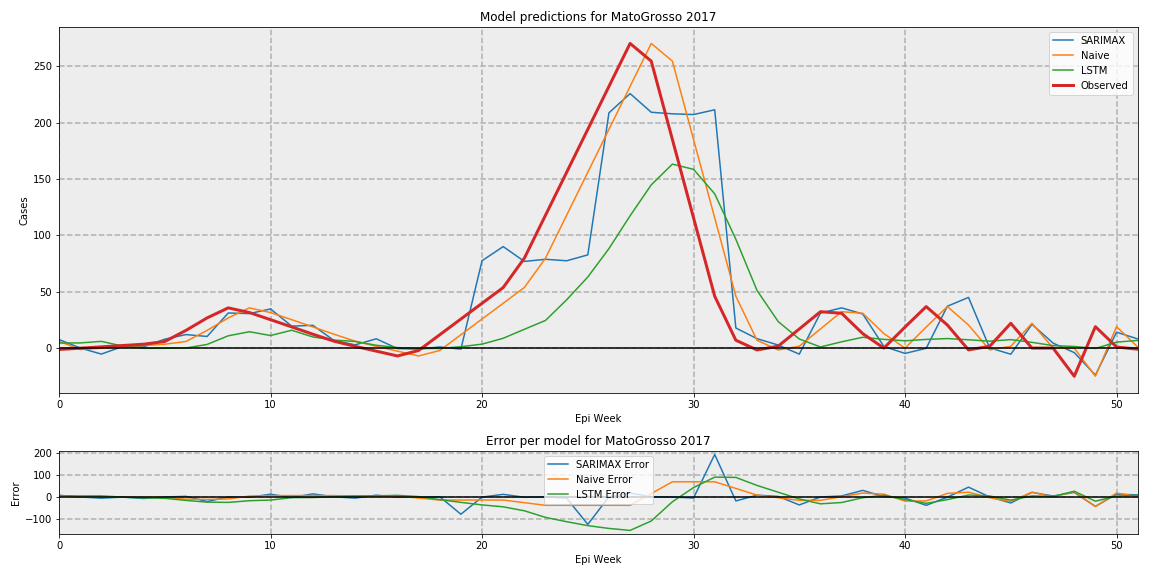 Model predictions for MatoGrosso 2017
SARIMAX
Naive
LSTM
Observed
250
200
150
100
50
0
Cases
0 10 20 30 40 50
Epi Week
Error per model for MatoGrosso 2017
SARIMAX Error
Naive Error
LSTM Error
200
100
0
−100
Error
0 10 20 30 40 50
Epi Week